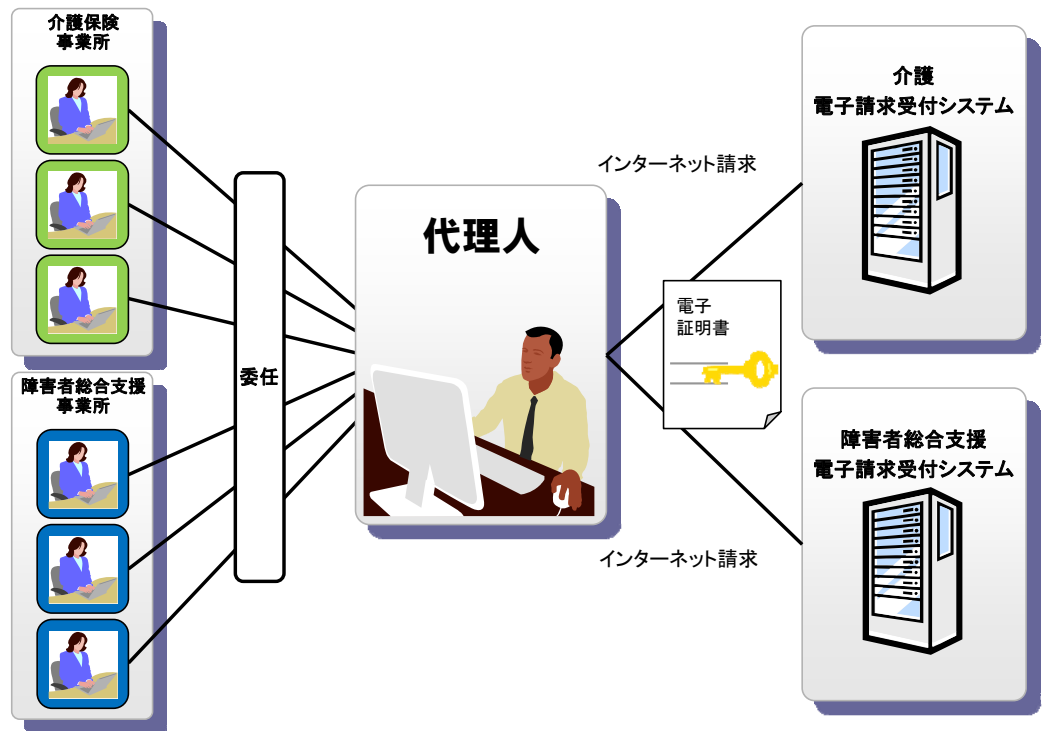 介護保険
事業所
障害者総合支援
事業所
委任
代理人
インターネット請求
電子
証明書
インターネット請求
介護
電子請求受付システム
障害者総合支援
電子請求受付システム